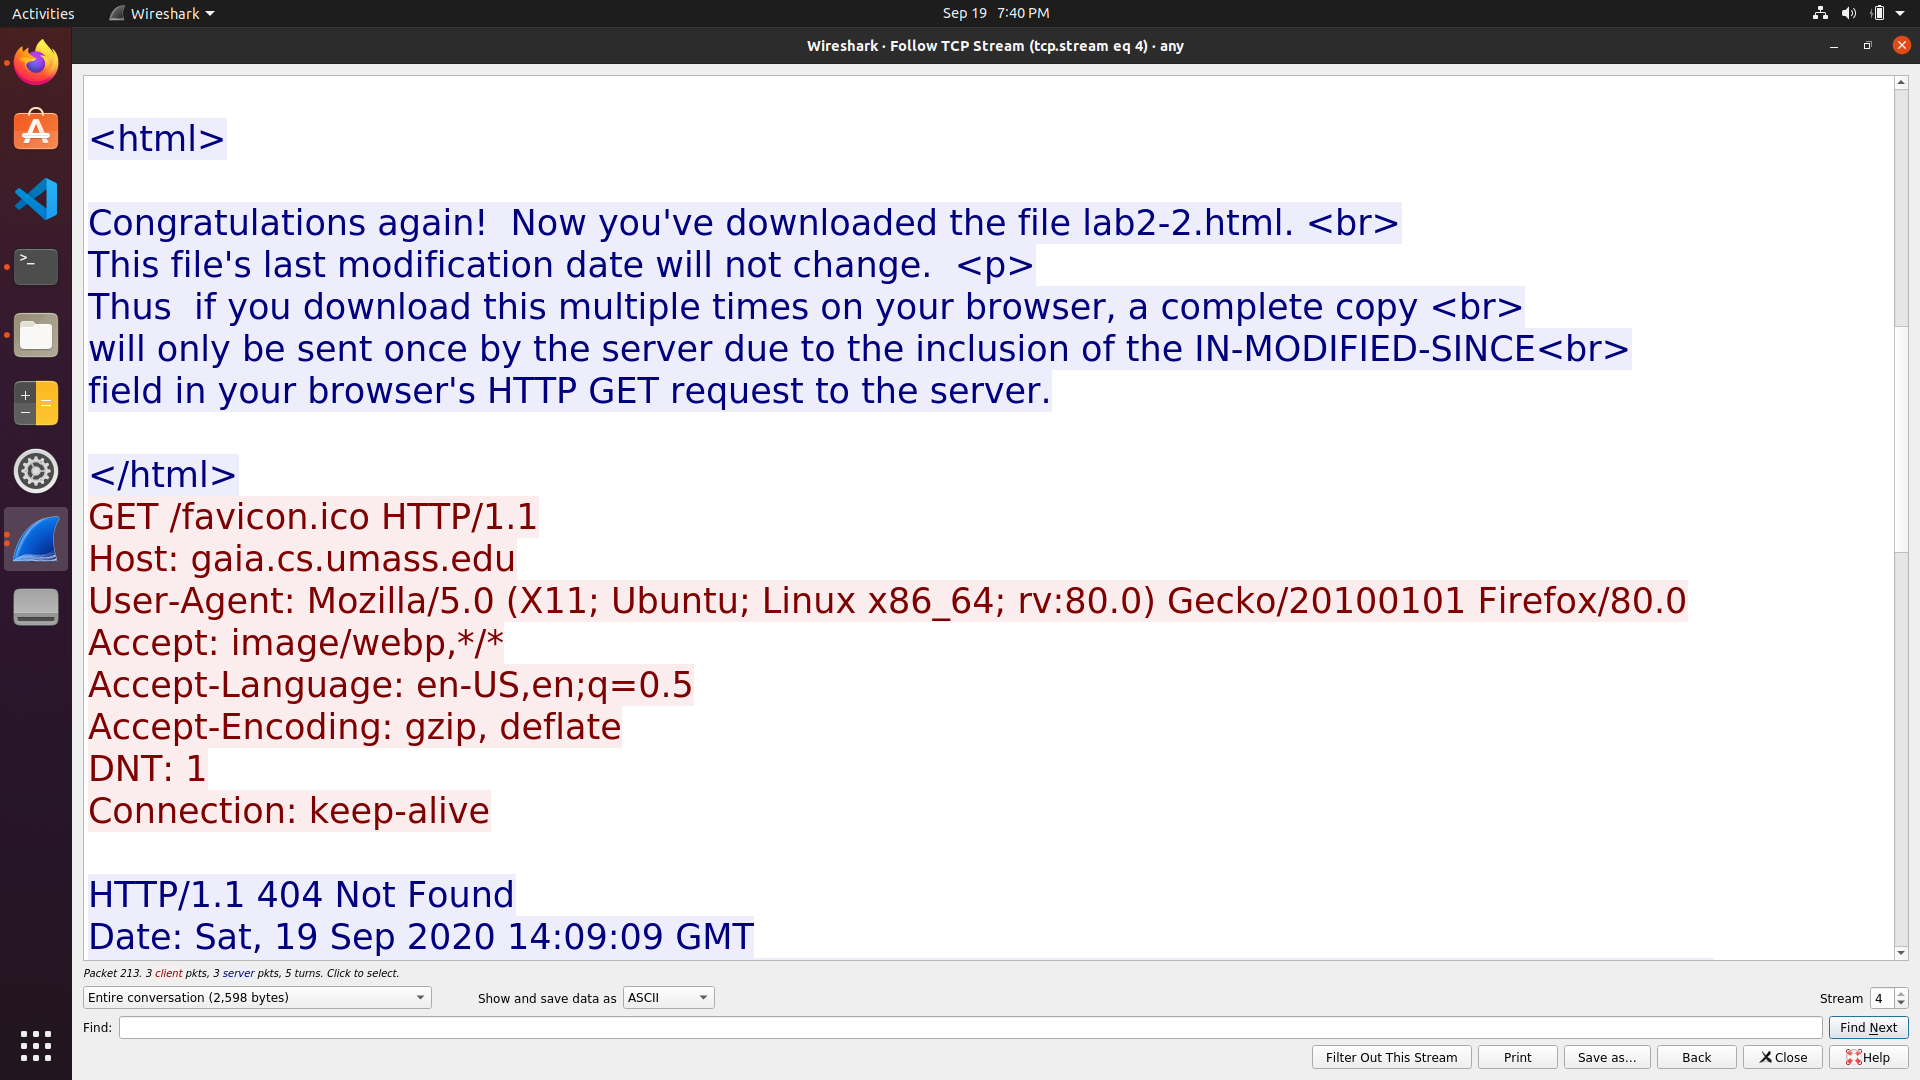 Activities Wireshark Sep 19 7:40 PM
Wireshark · Follow TCP Stream (tcp.stream eq 4) · any
<html>
Congratulations again!  Now you've downloaded the file lab2-2.html. <br>
This file's last modification date will not change.  <p>
Thus  if you download this multiple times on your browser, a complete copy <br>
will only be sent once by the server due to the inclusion of the IN-MODIFIED-SINCE<br>
field in your browser's HTTP GET request to the server.
</html>
GET /favicon.ico HTTP/1.1
Host: gaia.cs.umass.edu
User-Agent: Mozilla/5.0 (X11; Ubuntu; Linux x86_64; rv:80.0) Gecko/20100101 Firefox/80.0
Accept: image/webp,*/*
Accept-Language: en-US,en;q=0.5
Accept-Encoding: gzip, deflate
DNT: 1
Connection: keep-alive
HTTP/1.1 404 Not Found
Date: Sat, 19 Sep 2020 14:09:09 GMT
Packet 213. 3 client pkts, 3 server pkts, 5 turns. Click to select.
Entire conversation (2,598 bytes) Show and save data as ASCII Stream 4
Find: Find Next
Filter Out This Stream Print Save as... Back Close Help